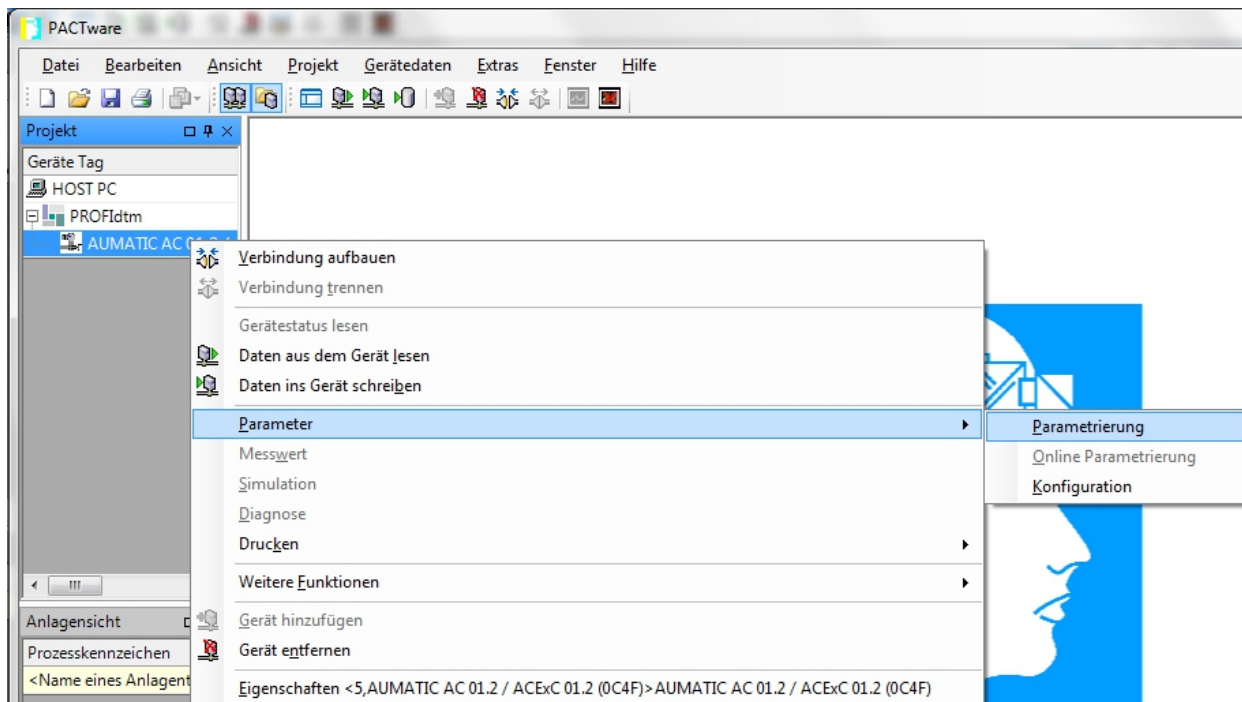 PACTware
Datei Bearbeiten Ansicht Projekt Gerätedaten Extras Fenster Hilfe
Projekt
Geräte Tag
HOST PC
PROFIdtm
AUMATIC AC 01.2 /
Verbindung aufbauen
Verbindung trennen
Gerätestatus lesen
Daten aus dem Gerät lesen
Daten ins Gerät schreiben
Parameter
Messwert
Simulation
Diagnose
Drucken
Weitere Funktionen
Gerät hinzufügen
Gerät entfernen
Eigenschaften <5,AUMATIC AC 01.2 / ACExC 01.2 (0C4F)>AUMATIC AC 01.2 / ACExC 01.2 (0C4F)
Parametrierung
Online Parametrierung
Konfiguration
Anlagensicht
Prozesskennzeichen
<Name eines Anlagent